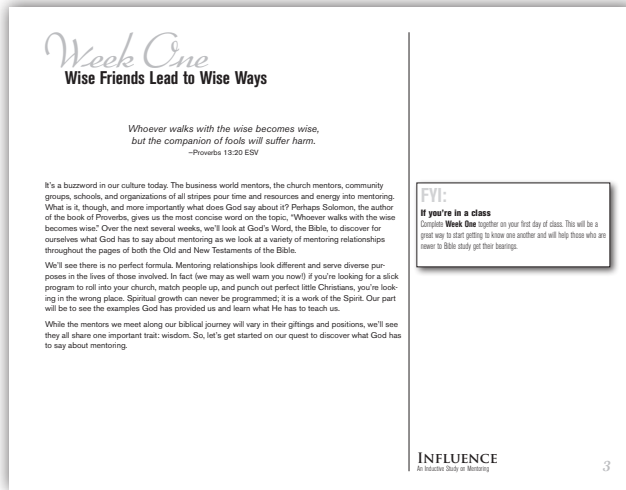 Week One
Wise Friends Lead to Wise Ways
Whoever walks with the wise becomes wise,
but the companion of fools will suffer harm.
–Proverbs 13:20 ESV
It's a buzzword in our culture today. The business world mentors, the church mentors, community
groups, schools, and organizations of all stripes pour time and resources and energy into mentoring.
What is it, though, and more importantly what does God say about it? Perhaps Solomon, the author
of the book of Proverbs, gives us the most concise word on the topic, "Whoever walks with the wise
becomes wise." Over the next several weeks, we'll look at God's Word, the Bible, to discover for
ourselves what God has to say about mentoring as we look at a variety of mentoring relationships
throughout the pages of both the Old and New Testaments of the Bible.
We'll see there is no perfect formula. Mentoring relationships look different and serve diverse pur-
poses in the lives of those involved. In fact (we may as well warn you now!) if you're looking for a slick
program to roll into your church, match people up, and punch out perfect little Christians, you're look-
ing in the wrong place. Spiritual growth can never be programmed; it is a work of the Spirit. Our part
will be to see the examples God has provided us and learn what He has to teach us.
While the mentors we meet along our biblical journey will vary in their giftings and positions, we'll see
they all share one important trait: wisdom. So, let's get started on our quest to discover what God has
to say about mentoring.
FYI:
If you're in a class
Complete Week One together on your first day of class. This will be a
great way to start getting to know one another and will help those who are
newer to Bible study get their bearings.
Influence
An Inductive Study on Mentoring
3